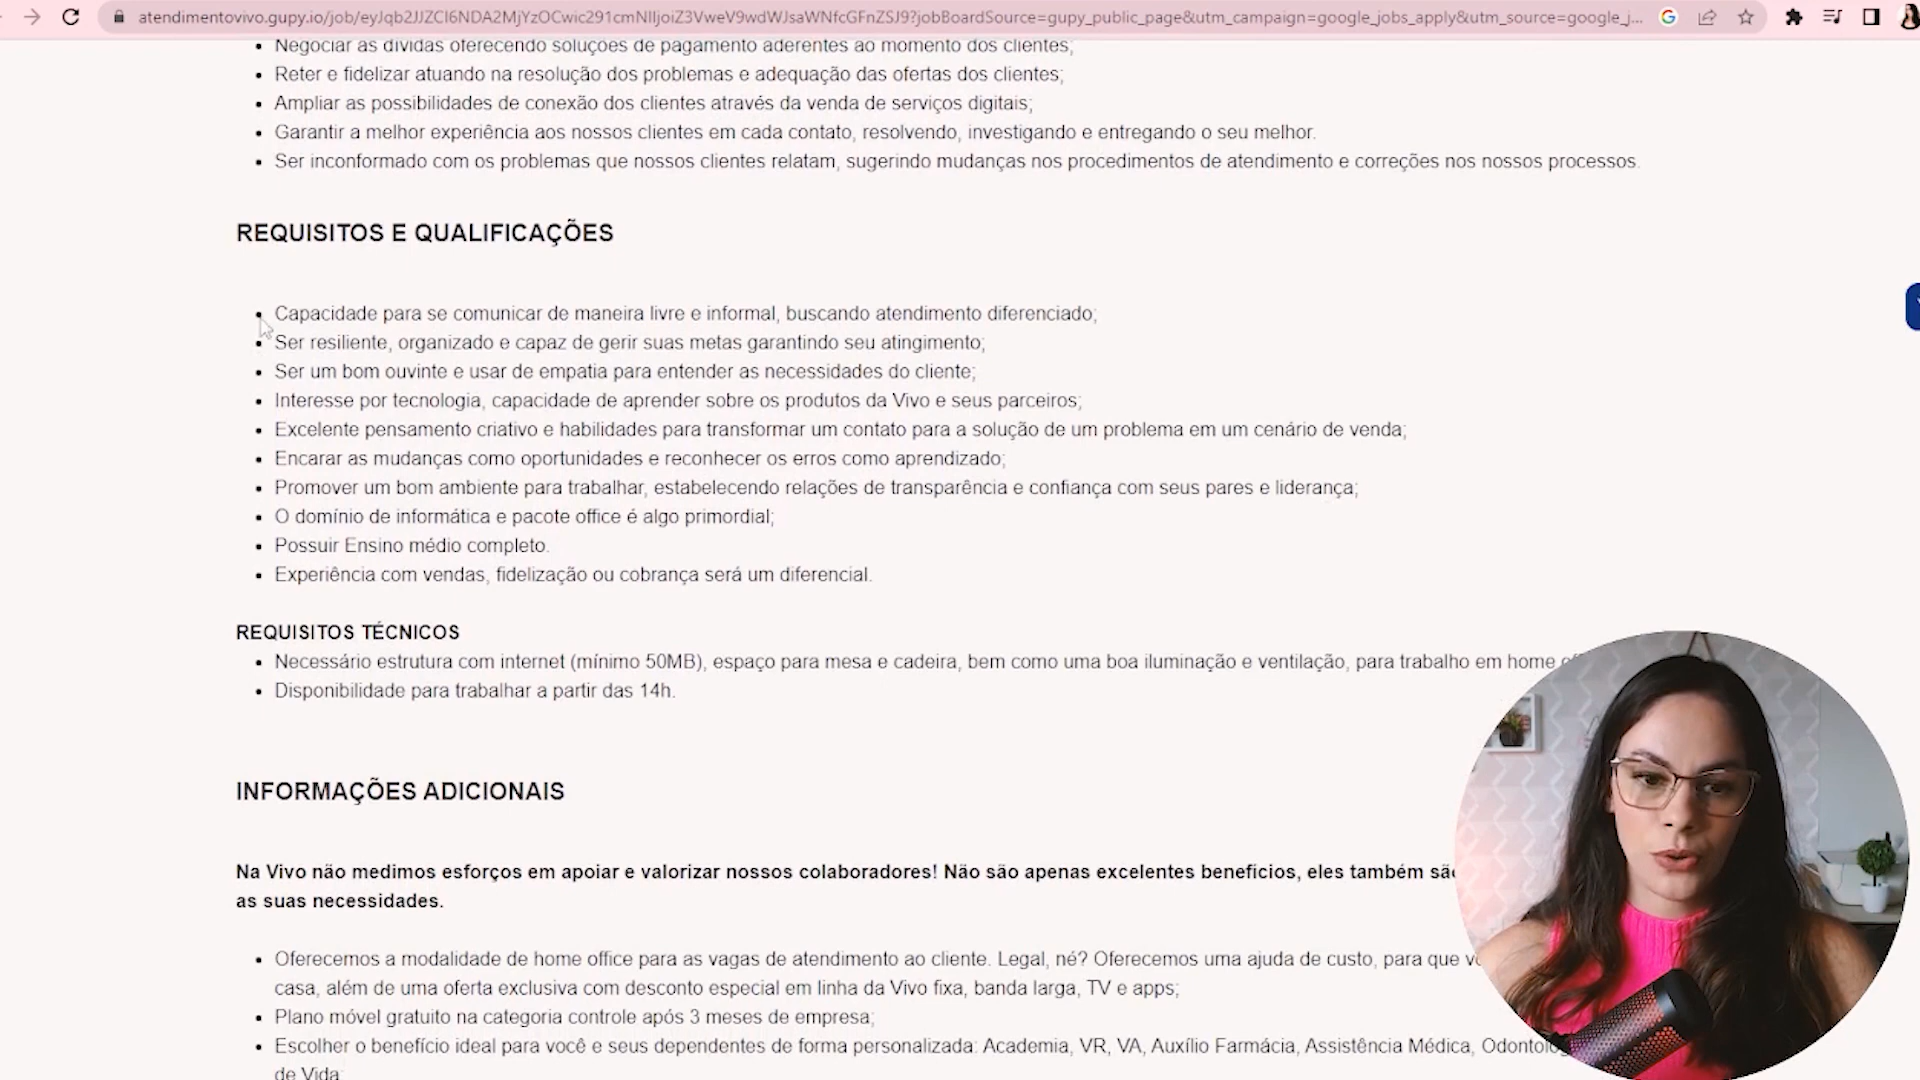 atendimentovivo.gupy.io/job/
Negociar as dívidas oferecendo soluções de pagamento aderentes ao momento dos clientes;
Reter e fidelizar atuando na resolução dos problemas e adequação das ofertas dos clientes;
Ampliar as possibilidades de conexão dos clientes através da venda de serviços digitais;
Garantir a melhor experiência aos nossos clientes em cada contato, resolvendo, investigando e entregando o seu melhor.
Ser inconformado com os problemas que nossos clientes relatam, sugerindo mudanças nos procedimentos de atendimento e correções nos nossos processos.
REQUISITOS E QUALIFICAÇÕES
Capacidade para se comunicar de maneira livre e informal, buscando atendimento diferenciado;
Ser resiliente, organizado e capaz de gerir suas metas garantindo seu atingimento;
Ser um bom ouvinte e usar de empatia para entender as necessidades do cliente;
Interesse por tecnologia, capacidade de aprender sobre os produtos da Vivo e seus parceiros;
Excelente pensamento criativo e habilidades para transformar um contato para a solução de um problema em um cenário de venda;
Encarar as mudanças como oportunidades e reconhecer os erros como aprendizado;
Promover um bom ambiente para trabalhar, estabelecendo relações de transparência e confiança com seus pares e liderança;
O domínio de informática e pacote office é algo primordial;
Possuir Ensino médio completo.
Experiência com vendas, fidelização ou cobrança será um diferencial.
REQUISITOS TÉCNICOS
Necessário estrutura com internet (mínimo 50MB), espaço para mesa e cadeira, bem como uma boa iluminação e ventilação, para trabalho em home
Disponibilidade para trabalhar a partir das 14h.
INFORMAÇÕES ADICIONAIS
Na Vivo não medimos esforços em apoiar e valorizar nossos colaboradores! Não são apenas excelentes benefícios, eles também
as suas necessidades.
Oferecemos a modalidade de home office para as vagas de atendimento ao cliente. Legal, né? Oferecemos uma ajuda de custo, para que
casa, além de uma oferta exclusiva com desconto especial em linha da Vivo fixa, banda larga, TV e apps;
Plano móvel gratuito na categoria controle após 3 meses de empresa;
Escolher o benefício ideal para você e seus dependentes de forma personalizada: Academia, VR, VA, Auxílio Farmácia, Assistência Médica,
de Vida;